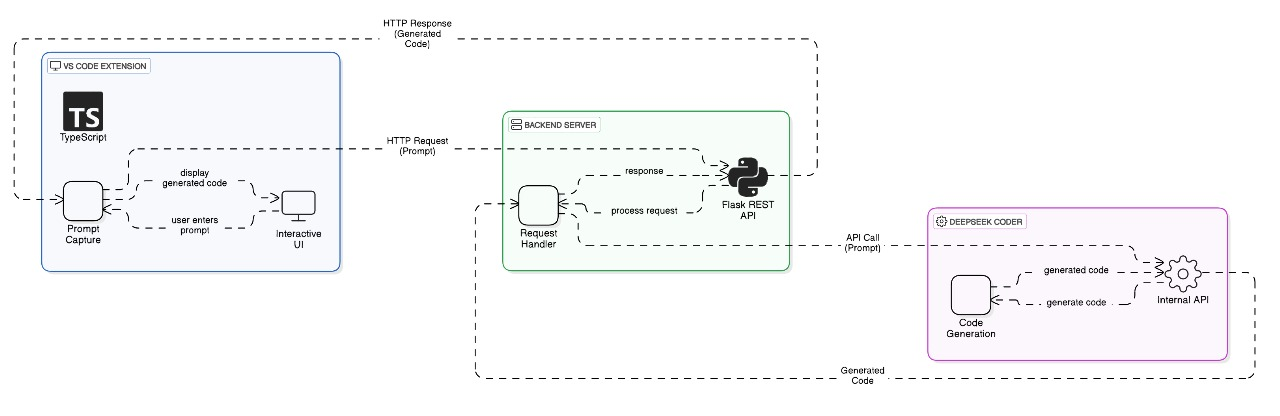 HTTP Response
(Generated
Code)
VS CODE EXTENSION
TS
TypeScript
display
generated code
user enters
prompt
Prompt
Capture
Interactive
UI
HTTP Request
(Prompt)
BACKEND SERVER
response
process request
Request
Handler
Flask REST
API
API Call
(Prompt)
DEEPSEEK CODER
generated code
generate code
Code
Generation
Internal API
Generated
Code